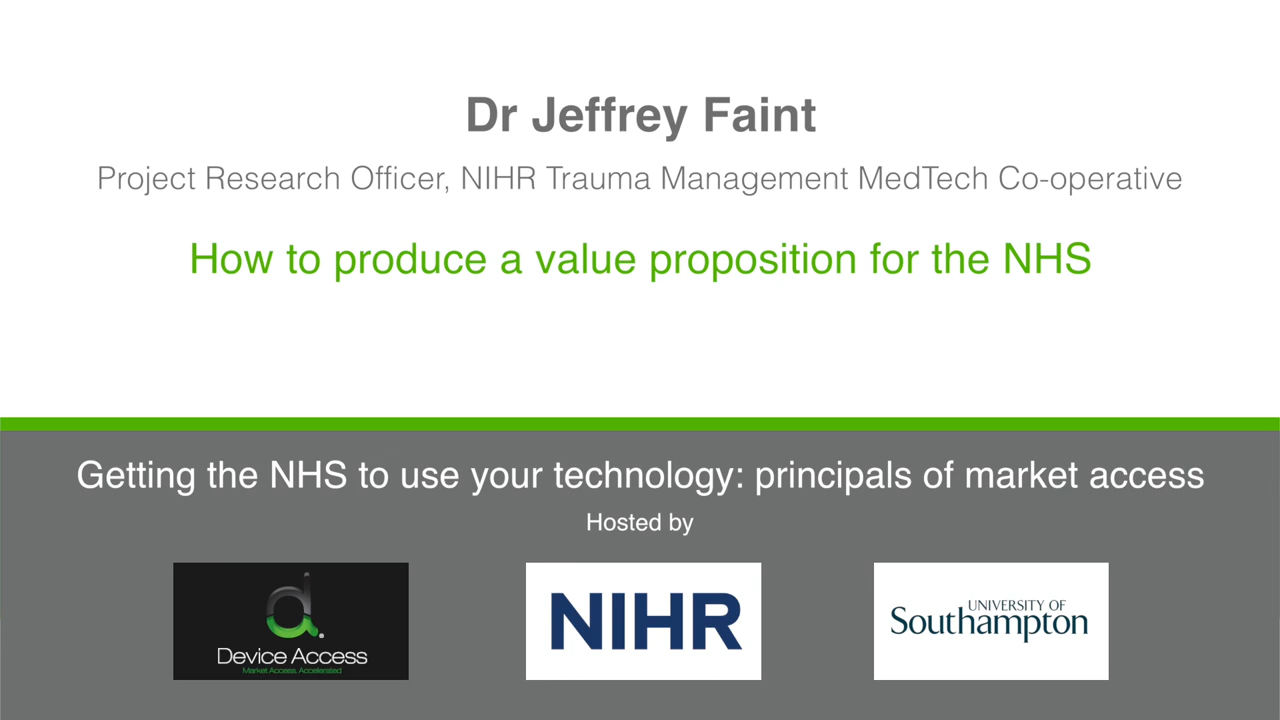 Dr Jeffrey Faint
Project Research Officer, NIHR Trauma Management MedTech Co-operative
How to produce a value proposition for the NHS
Getting the NHS to use your technology: principals of market access
Hosted by
d.
Device Access
Market Access. Accelerated
NIHR
UNIVERSITY OF
Southampton